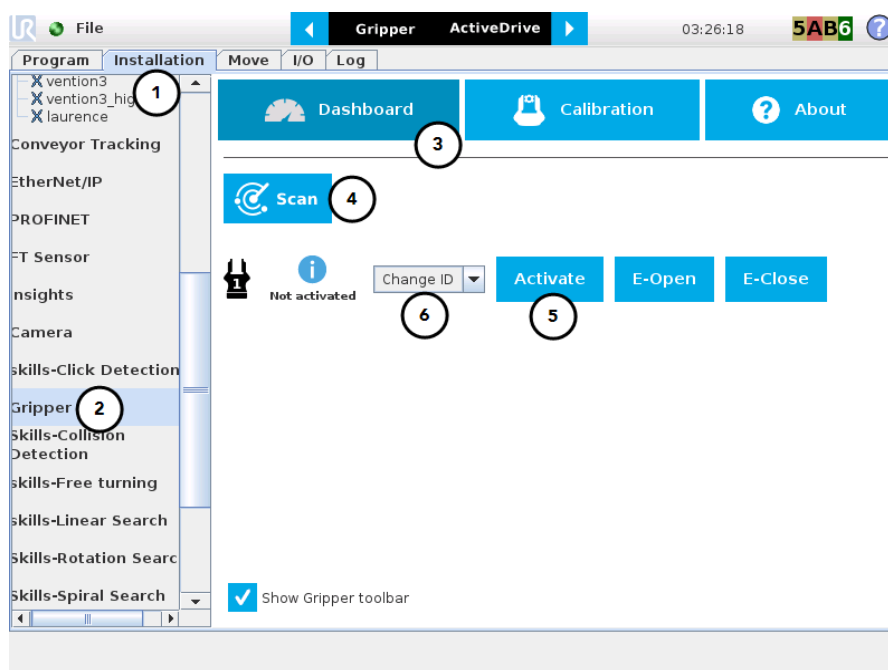 UR File Gripper ActiveDrive 03:26:18 5AB6 ?
Program Installation Move I/O Log
vention3
vention3_hig
laurence
1
Conveyor Tracking
EtherNet/IP
PROFINET
FT Sensor
Insights
Camera
skills-Click Detection
Gripper 2
Skills-Collision
Detection
skills-Free turning
skills-Linear Search
Skills-Rotation Searc
Skills-Spiral Search
Dashboard Calibration ? About
3
Scan 4
1 i Not activated Change ID Activate E-Open E-Close
6 5
Show Gripper toolbar